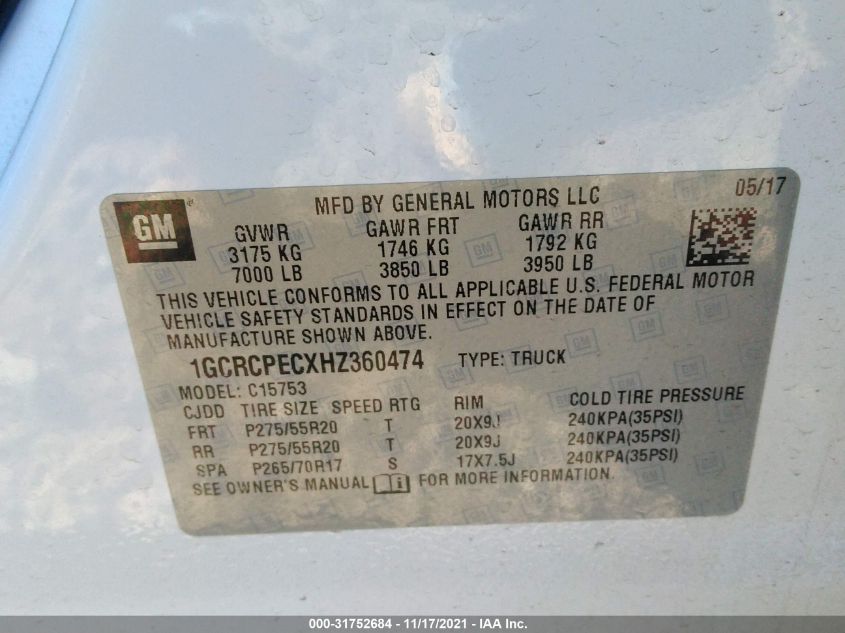 MFD BY GENERAL MOTORS LLC 05/17
GM
GVWR GAWR FRT GAWR RR
3175 KG 1746 KG 1792 KG
7000 LB 3850 LB 3950 LB
THIS VEHICLE CONFORMS TO ALL APPLICABLE U.S. FEDERAL MOTOR
VEHICLE SAFETY STANDARDS IN EFFECT ON THE DATE OF
MANUFACTURE SHOWN ABOVE.
1GCRCPECXHZ360474 TYPE: TRUCK
MODEL: C15753
CJDD TIRE SIZE SPEED RTG RIM COLD TIRE PRESSURE
FRT P275/55R20 T 20X9J 240KPA(35PSI)
RR P275/55R20 T 20X9J 240KPA(35PSI)
SPA P265/70R17 S 17X7.5J 240KPA(35PSI)
SEE OWNER'S MANUAL FOR MORE INFORMATION.
000-31752684 - 11/17/2021 - IAA Inc.